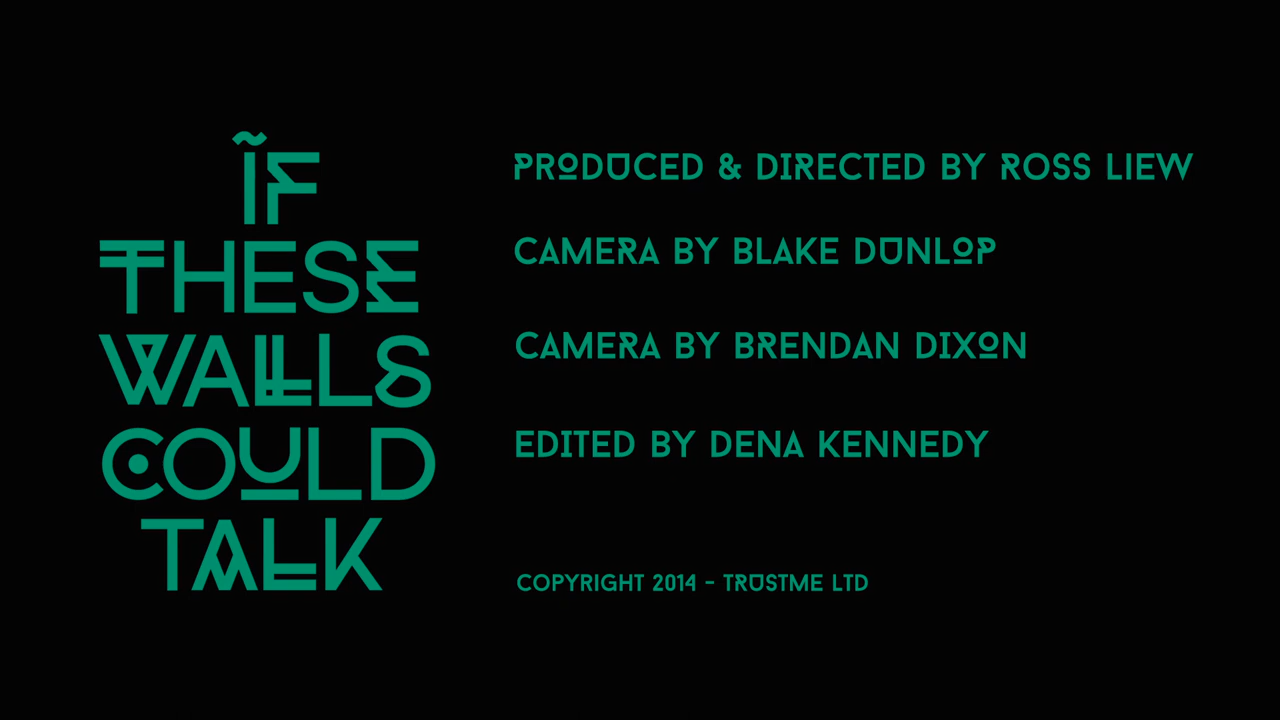 ĨF
THESE
WALLS
COULD
TALK
PRODUCED & DIRECTED BY ROSS LIEW
CAMERA BY BLAKE DUNLOP
CAMERA BY BRENDAN DIXON
EDITED BY DENA KENNEDY
COPYRIGHT 2014 - TRUSTME LTD